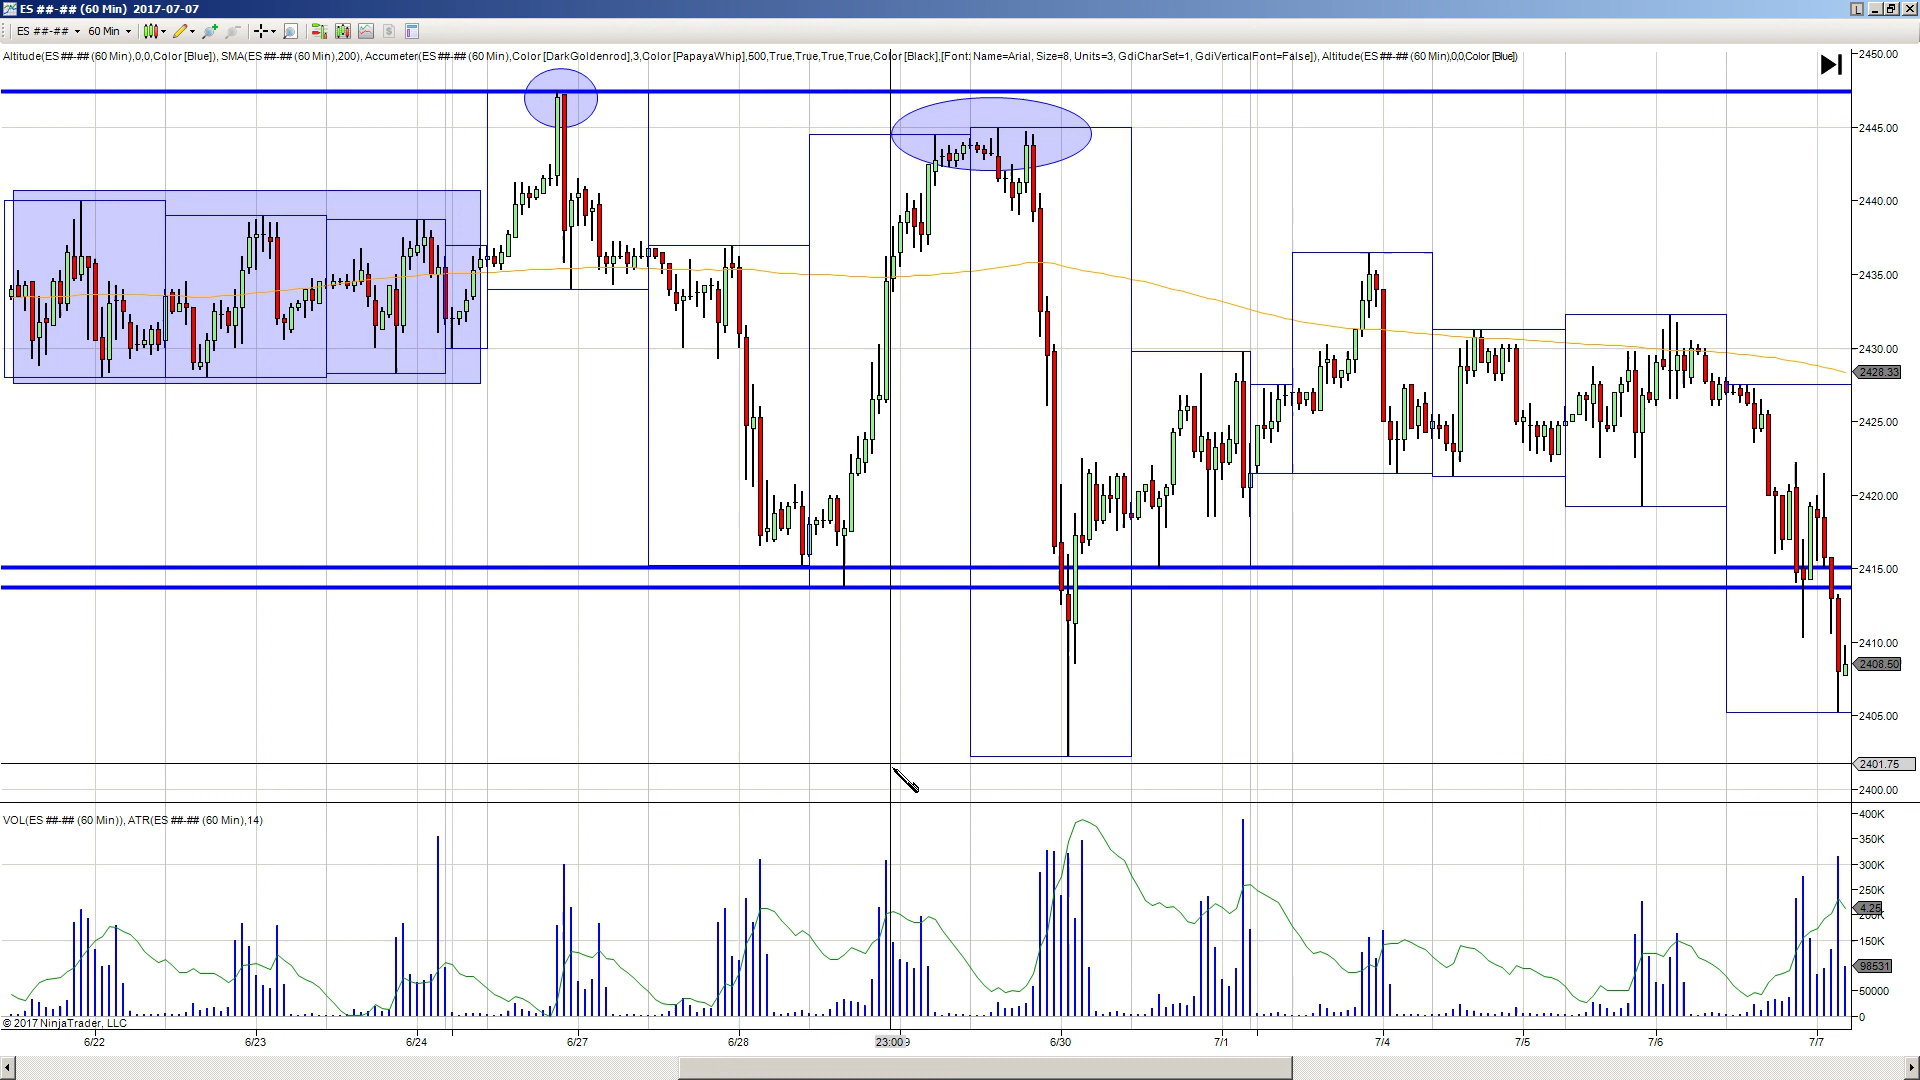 ES ##-## (60 Min)  2017-07-07
ES ##-## 60 Min
Altitude(ES ##-## (60 Min),0,0,Color [Blue]), SMA(ES ##-## (60 Min),200), Accumeter(ES ##-## (60 Min),Color [DarkGoldenrod],3,Color [PapayaWhip],500,True,True,True,True,Color [Black],[Font: Name=Arial, Size=8, Units=3, GdiCharSet=1, GdiVerticalFont=False]), Altitude(ES ##-## (60 Min),0,0,Color [Blue])
2450.00
2445.00
2440.00
2435.00
2430.00
2428.33
2425.00
2420.00
2415.00
2410.00
2408.50
2405.00
2401.75
2400.00
VOL(ES ##-## (60 Min)), ATR(ES ##-## (60 Min),14)
400K
350K
300K
250K
4.25
200K
150K
98531
50000
0
© 2017 NinjaTrader, LLC
6/22 6/23 6/24 6/27 6/28 23:00 9 6/30 7/1 7/4 7/5 7/6 7/7